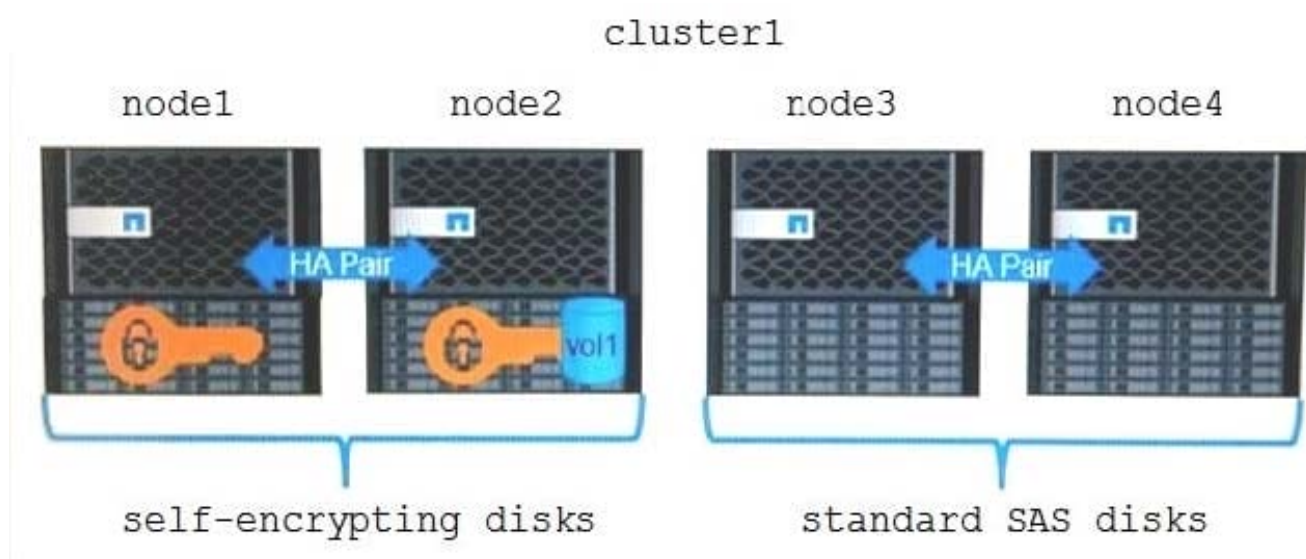 cluster1
node1 node2 node3 node4
HA Pair HA Pair
vol1
self-encrypting disks standard SAS disks